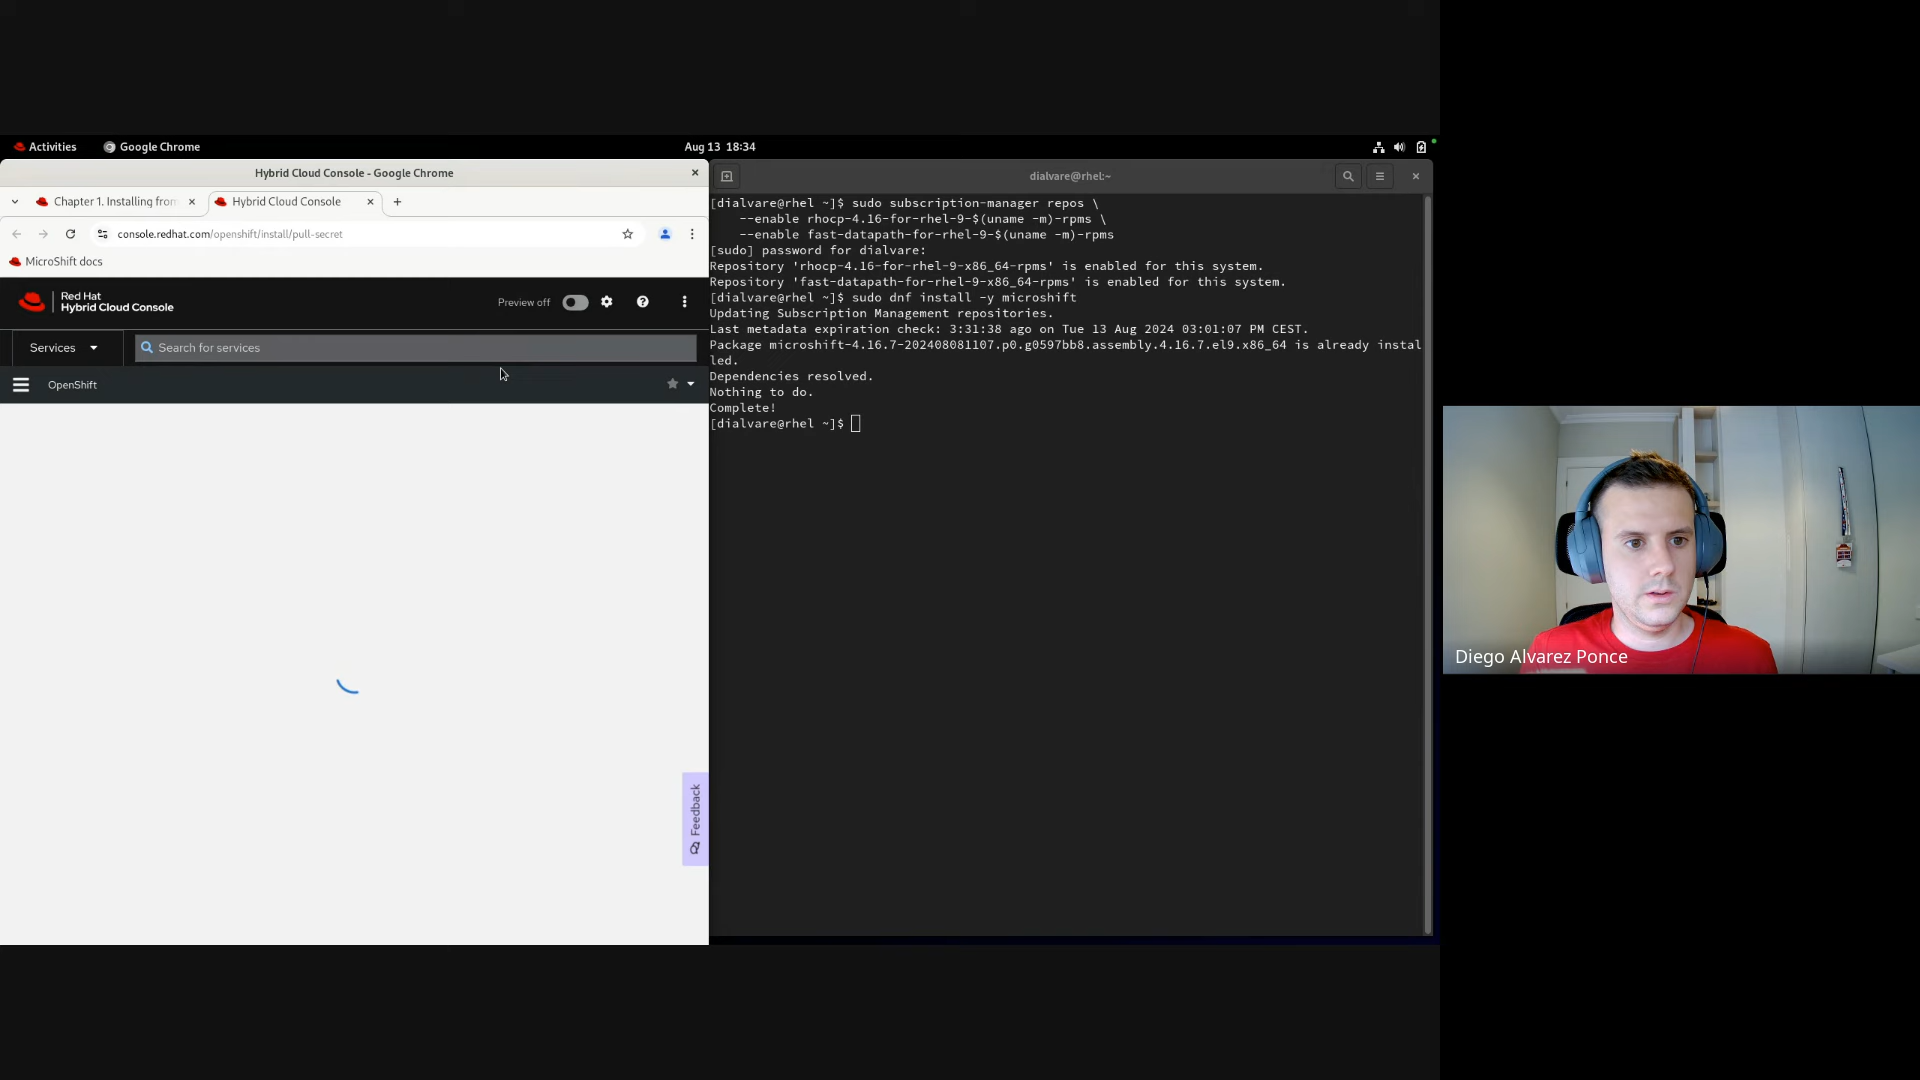 Activities
Google Chrome
Aug 13 18:34
Hybrid Cloud Console - Google Chrome
Chapter 1. Installing from
Hybrid Cloud Console
console.redhat.com/openshift/install/pull-secret
MicroShift docs
Red Hat
Hybrid Cloud Console
Preview off
Services
Search for services
OpenShift
Feedback
dialvare@rhel:~
[dialvare@rhel ~]$ sudo subscription-manager repos \
    --enable rhocp-4.16-for-rhel-9-$(uname -m)-rpms \
    --enable fast-datapath-for-rhel-9-$(uname -m)-rpms
[sudo] password for dialvare:
Repository 'rhocp-4.16-for-rhel-9-x86_64-rpms' is enabled for this system.
Repository 'fast-datapath-for-rhel-9-x86_64-rpms' is enabled for this system.
[dialvare@rhel ~]$ sudo dnf install -y microshift
Updating Subscription Management repositories.
Last metadata expiration check: 3:31:38 ago on Tue 13 Aug 2024 03:01:07 PM CEST.
Package microshift-4.16.7-202408081107.p0.g0597bb8.assembly.4.16.7.el9.x86_64 is already instal
led.
Dependencies resolved.
Nothing to do.
Complete!
[dialvare@rhel ~]$
Diego Alvarez Ponce